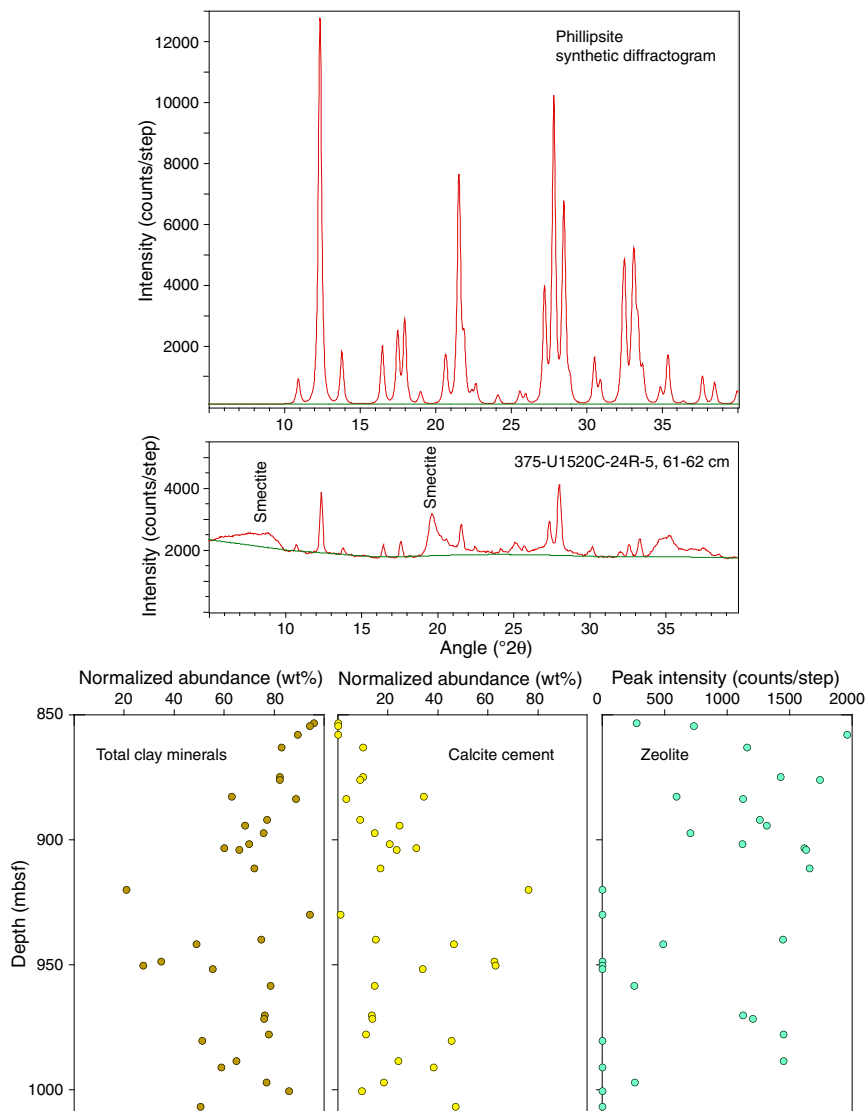 12000
10000
8000
6000
4000
2000
Intensity (counts/step)
Phillipsite
synthetic diffractogram
10
15
20
25
30
35
4000
2000
0
Intensity (counts/step)
Smectite
Smectite
375-U1520C-24R-5, 61-62 cm
10
15
20
25
30
35
Angle (°2θ)
Normalized abundance (wt%)
Normalized abundance (wt%)
Peak intensity (counts/step)
20
40
60
80
20
40
60
80
0
500
1000
1500
2000
850
900
950
1000
Depth (mbsf)
Total clay minerals
Calcite cement
Zeolite